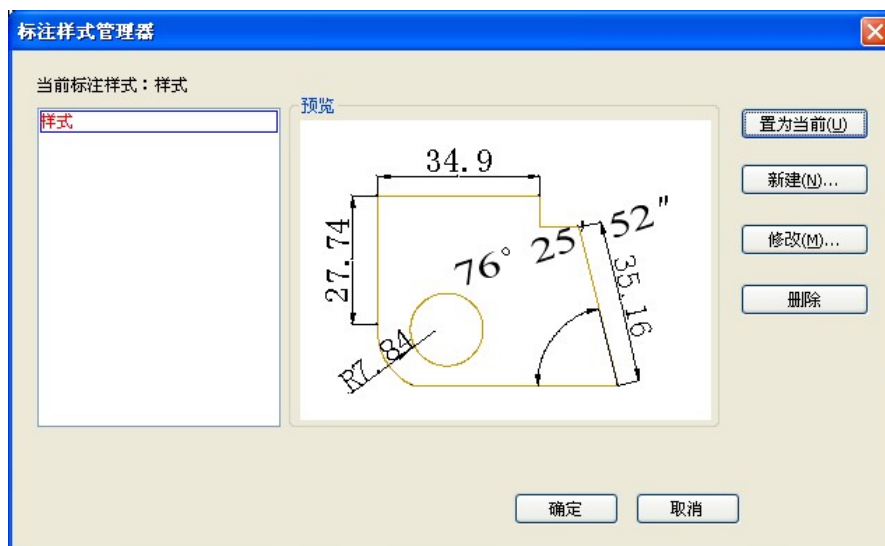 标注样式管理器
当前标注样式：样式
样式
预览
34.9
27.74
76° 25' 52"
35.16
R7.84
置为当前(U)
新建(N)...
修改(M)...
删除
确定
取消